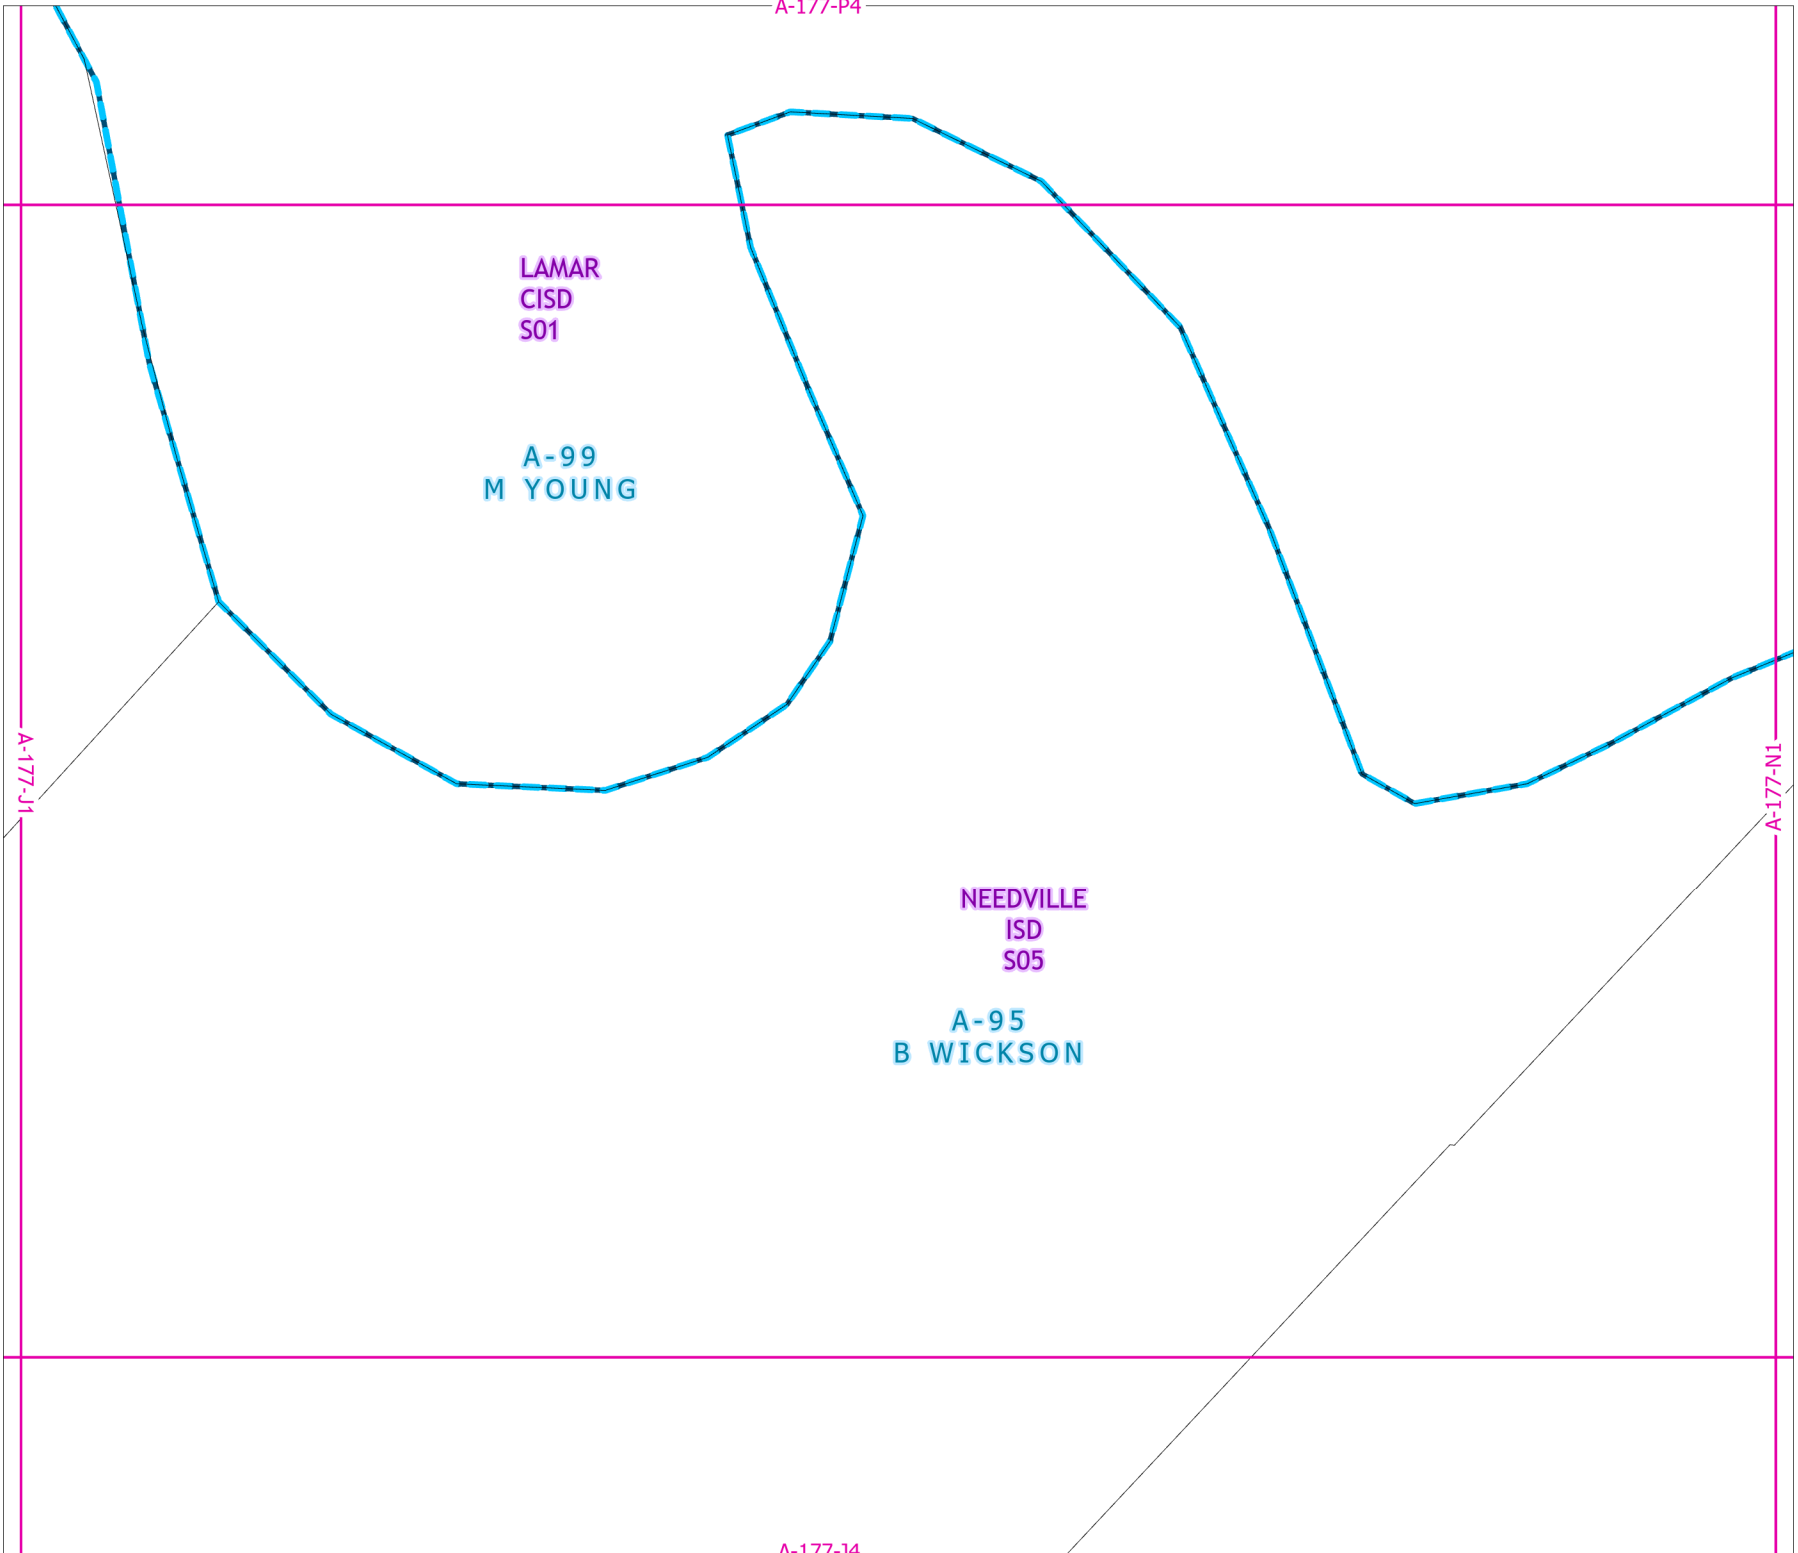 A-177-P4
LAMAR
CISD
S01
A-99
M YOUNG
A-177-J1
A-177-N1
NEEDVILLE
ISD
S05
A-95
B WICKSON
A-177-J4